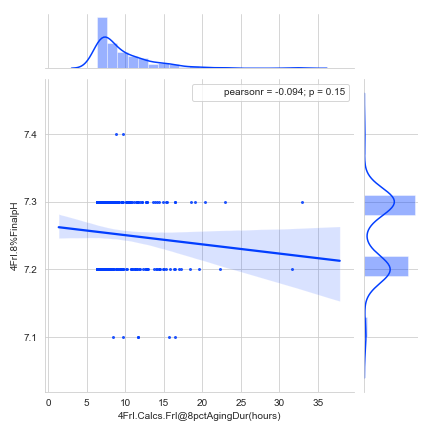 pearsonr = -0.094; p = 0.15
4Frl.8%FinalpH
7.4
7.3
7.2
7.1
0 5 10 15 20 25 30 35
4Frl.Calcs.Frl@8pctAgingDur(hours)